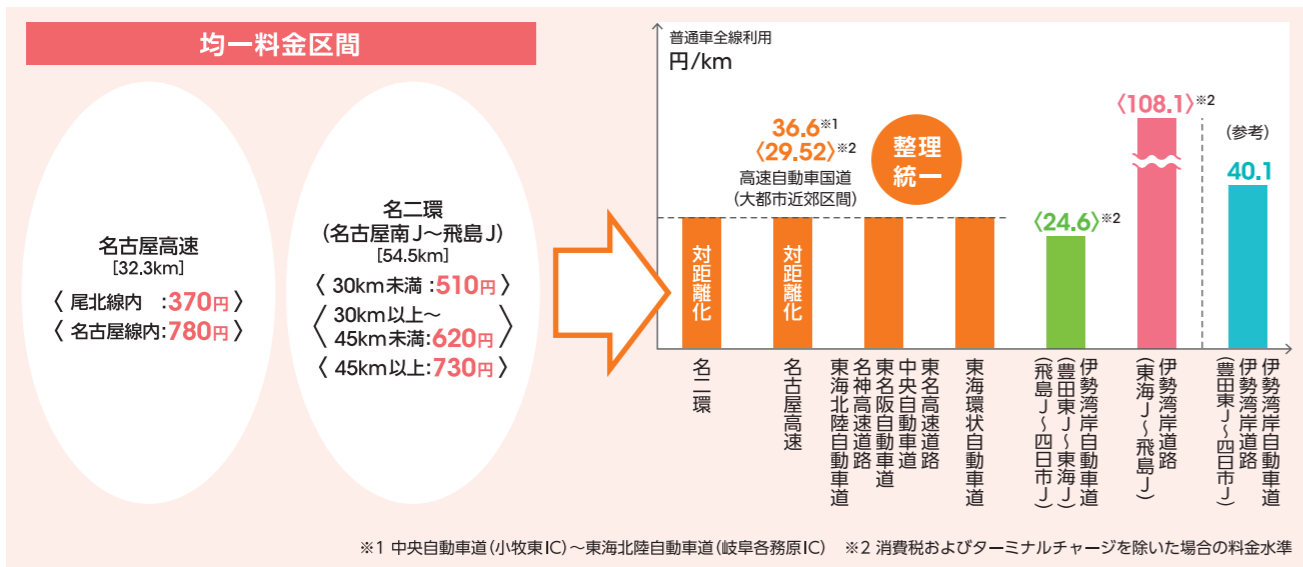 均一料金区間
名古屋高速
[32.3km]
〈 尾北線内 :370円 〉
〈 名古屋線内:780円 〉
名二環
(名古屋南J～飛島J)
[54.5km]
〈 30km未満 :510円 〉
〈 30km以上～
45km未満:620円 〉
〈 45km以上:730円 〉
普通車全線利用
円/km
36.6※1
〈29.52〉※2
高速自動車国道
(大都市近郊区間)
整理
統一
〈24.6〉※2
〈108.1〉※2
(参考)
40.1
対距離化
対距離化
名二環
名古屋高速
東名高速道路
中央自動車道
東名阪自動車道
名神高速道路
東海北陸自動車道
東海環状自動車道
伊勢湾岸自動車道
(豊田東J～東海J)
(飛島J～四日市J)
伊勢湾岸道路
(東海J～飛島J)
伊勢湾岸自動車道
伊勢湾岸道路
(豊田東J～四日市J)
※1 中央自動車道(小牧東IC)～東海北陸自動車道(岐阜各務原IC) ※2 消費税およびターミナルチャージを除いた場合の料金水準